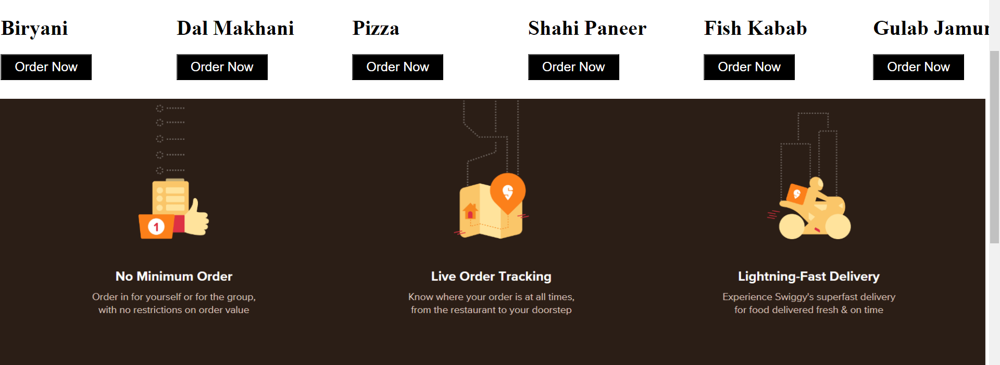 Biryani Dal Makhani Pizza Shahi Paneer Fish Kabab Gulab Jamun
Order Now Order Now Order Now Order Now Order Now Order Now
1
No Minimum Order
Order in for yourself or for the group,
with no restrictions on order value
Live Order Tracking
Know where your order is at all times,
from the restaurant to your doorstep
Lightning-Fast Delivery
Experience Swiggy's superfast delivery
for food delivered fresh & on time